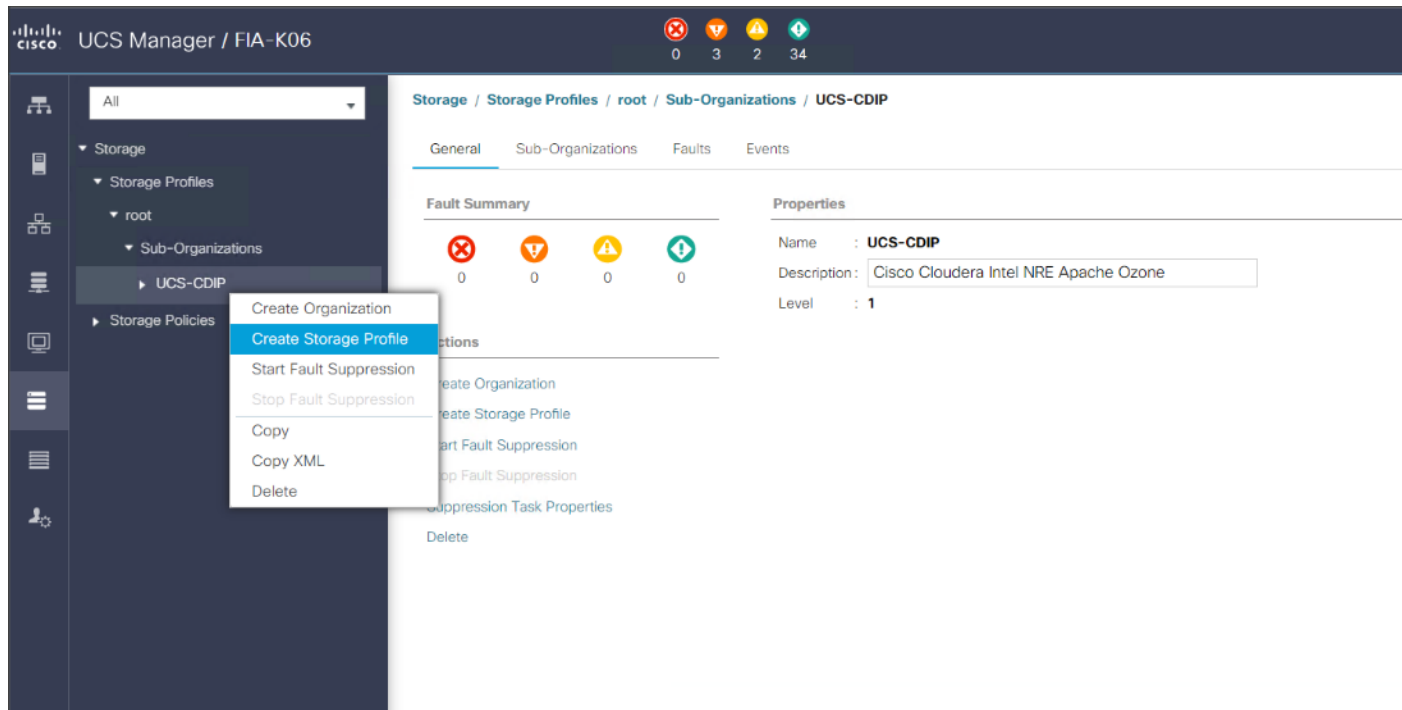 cisco. UCS Manager / FIA-K06
0 3 2 34
All
Storage
Storage Profiles
root
Sub-Organizations
UCS-CDIP
Storage Policies
Create Organization
Create Storage Profile
Start Fault Suppression
Stop Fault Suppression
Copy
Copy XML
Delete
Storage / Storage Profiles / root / Sub-Organizations / UCS-CDIP
General Sub-Organizations Faults Events
Fault Summary
0 0 0 0
ctions
reate Organization
reate Storage Profile
art Fault Suppression
op Fault Suppression
Suppression Task Properties
Delete
Properties
Name : UCS-CDIP
Description : Cisco Cloudera Intel NRE Apache Ozone
Level : 1